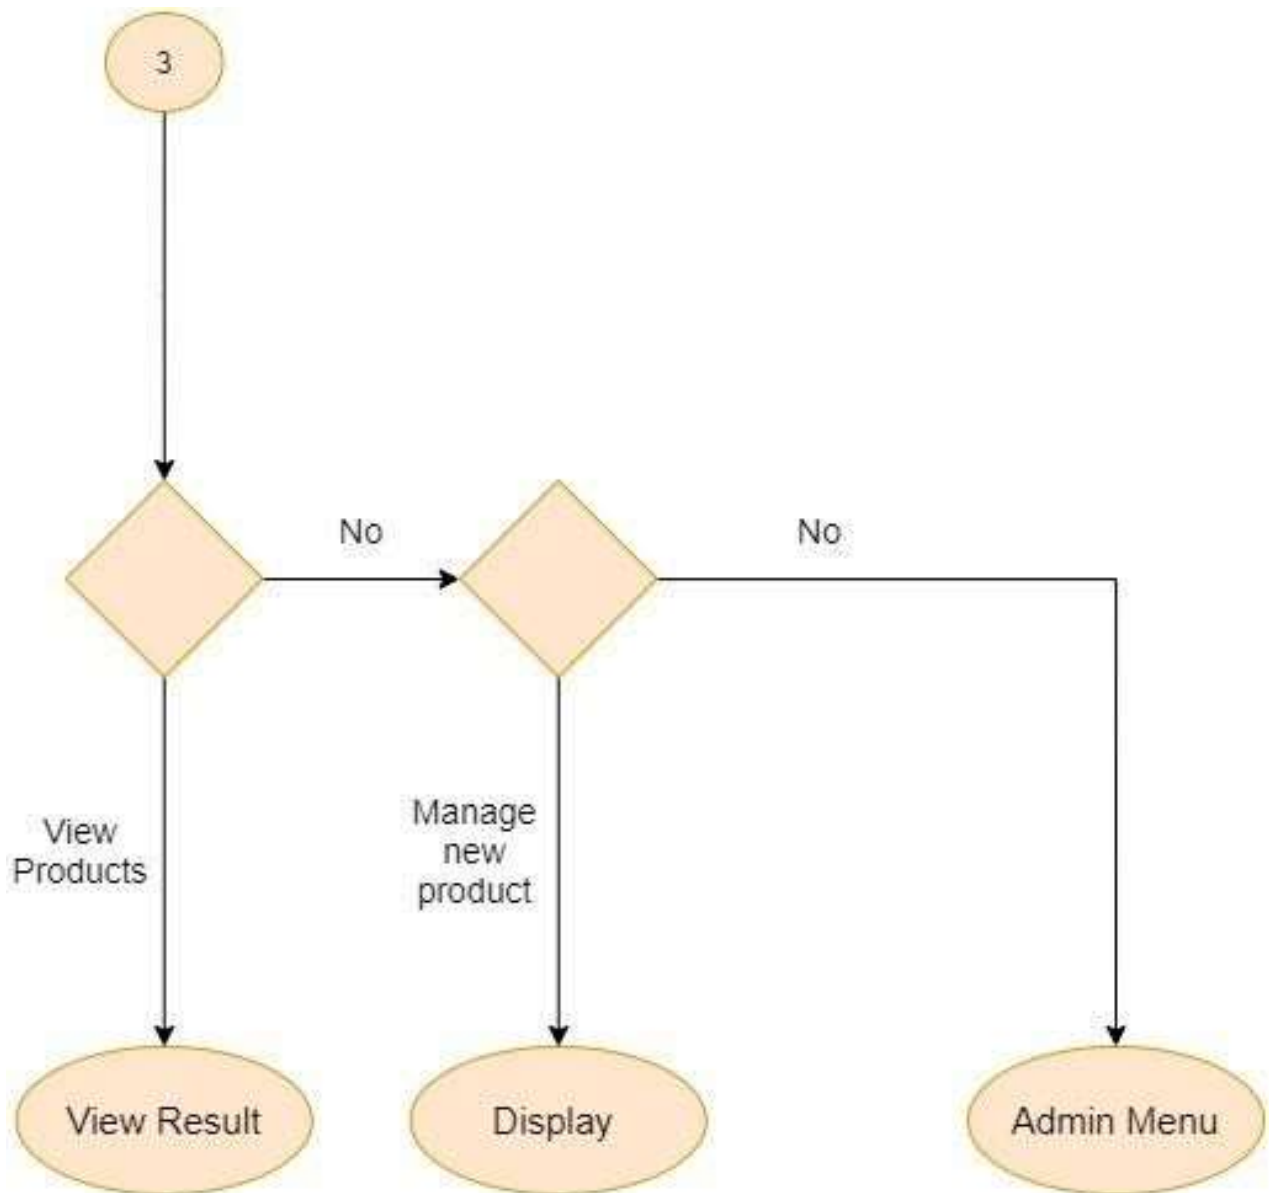 3
No
No
View
Products
Manage
new
product
View Result
Display
Admin Menu